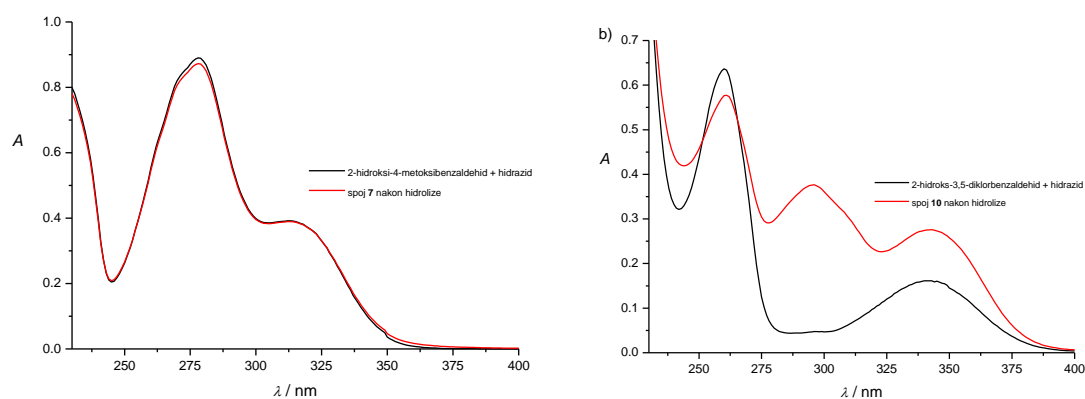 1.0
0.8
0.6
0.4
0.2
0.0
A
250 275 300 325 350 375 400
λ / nm
2-hidroksi-4-metoksibenzaldehid + hidrazid
spoj 7 nakon hidrolize
b)
0.7
0.6
0.5
0.4
0.3
0.2
0.1
0.0
A
250 275 300 325 350 375 400
λ / nm
2-hidroks-3,5-diklorbenzaldehid + hidrazid
spoj 10 nakon hidrolize